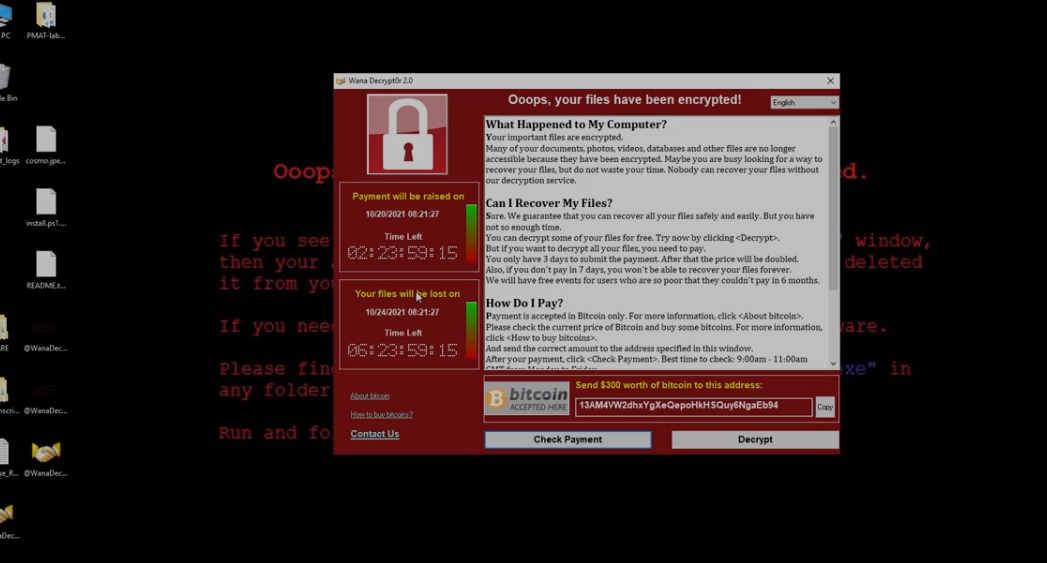 PC
PMAT-lab...
le Bin
t_logs
cosmo.jpe...
install.ps1....
README.t...
RE
@WanaDec...
nscri...
@WanaDec...
se_R...
@WanaDec...
aDec...
Ooop
d.
If you see
window,
then your
deleted
it from you
If you nee
ware.
Please fin
exe" in
any folder
Run and fo
Wana Decrypt0r 2.0
Ooops, your files have been encrypted!
English
Payment will be raised on
10/20/2021 08:21:27
Time Left
02:23:59:15
Your files will be lost on
10/24/2021 08:21:27
Time Left
06:23:59:15
About bitcoin
How to buy bitcoins?
Contact Us
What Happened to My Computer?
Your important files are encrypted.
Many of your documents, photos, videos, databases and other files are no longer
accessible because they have been encrypted. Maybe you are busy looking for a way to
recover your files, but do not waste your time. Nobody can recover your files without
our decryption service.
Can I Recover My Files?
Sure. We guarantee that you can recover all your files safely and easily. But you have
not so enough time.
You can decrypt some of your files for free. Try now by clicking <Decrypt>.
But if you want to decrypt all your files, you need to pay.
You only have 3 days to submit the payment. After that the price will be doubled.
Also, if you don't pay in 7 days, you won't be able to recover your files forever.
We will have free events for users who are so poor that they couldn't pay in 6 months.
How Do I Pay?
Payment is accepted in Bitcoin only. For more information, click <About bitcoin>.
Please check the current price of Bitcoin and buy some bitcoins. For more information,
click <How to buy bitcoins>.
And send the correct amount to the address specified in this window.
After your payment, click <Check Payment>. Best time to check: 9:00am - 11:00am
GMT from Monday to Friday.
bitcoin
ACCEPTED HERE
Send $300 worth of bitcoin to this address:
13AM4VW2dhxYgXeQepoHkHSQuy6NgaEb94
Copy
Check Payment
Decrypt